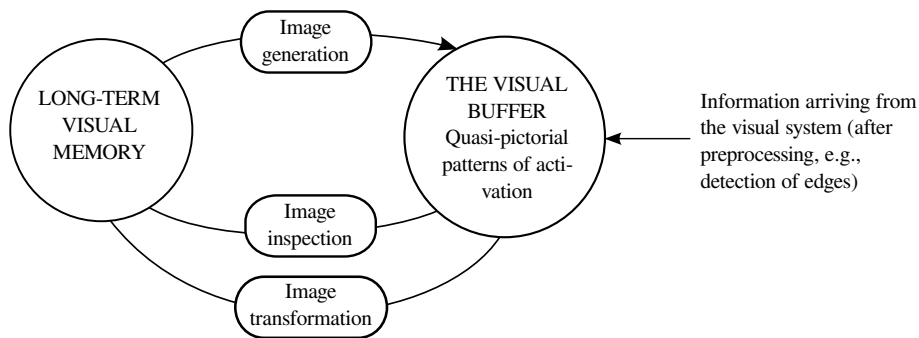 Image
generation
LONG-TERM
VISUAL
MEMORY
THE VISUAL
BUFFER
Quasi-pictorial
patterns of acti-
vation
Information arriving from
the visual system (after
preprocessing, e.g.,
detection of edges)
Image
inspection
Image
transformation